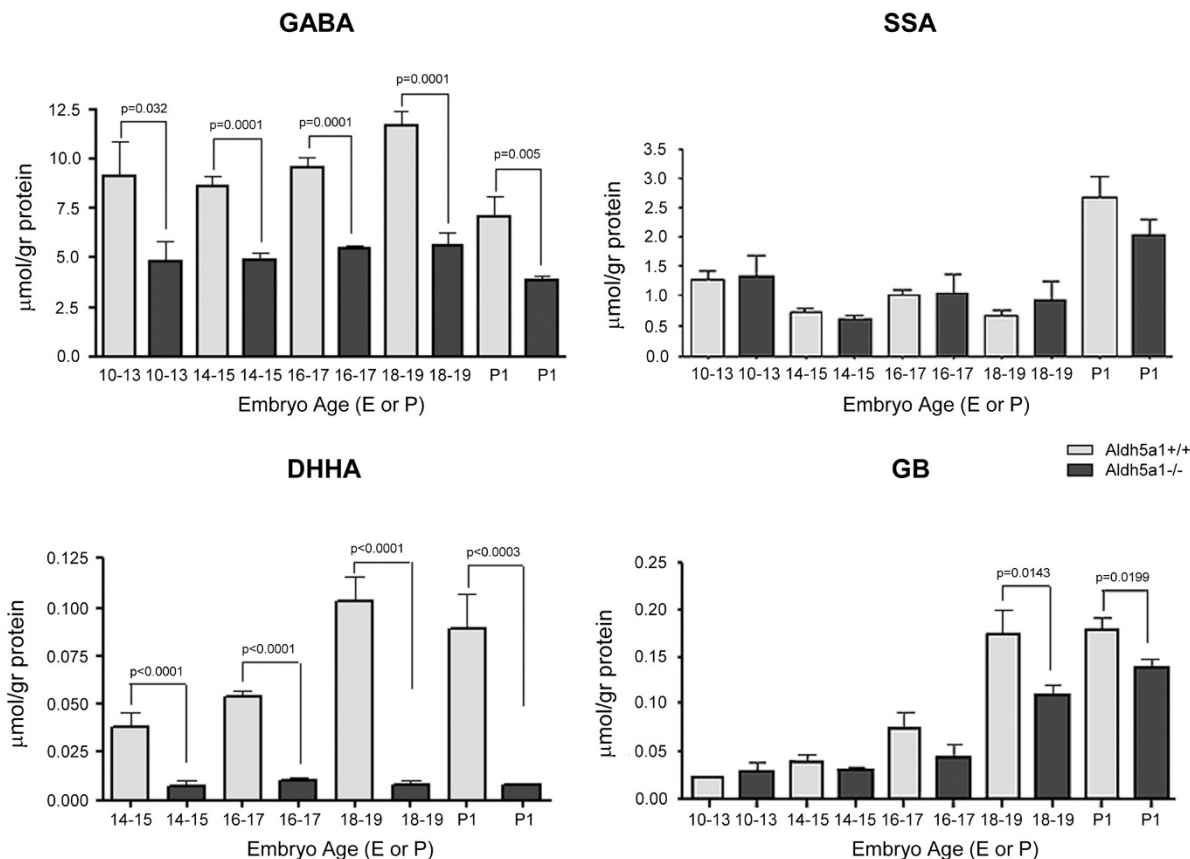 GABA
p=0.032
p=0.0001
p=0.0001
p=0.0001
p=0.005
μmol/gr protein
12.5
10.0
7.5
5.0
2.5
0.0
10-13 10-13 14-15 14-15 16-17 16-17 18-19 18-19 P1 P1
Embryo Age (E or P)
SSA
μmol/gr protein
3.5
3.0
2.5
2.0
1.5
1.0
0.5
0.0
10-13 10-13 14-15 14-15 16-17 16-17 18-19 18-19 P1 P1
Embryo Age (E or P)
Aldh5a1+/+
Aldh5a1-/-
DHHA
p<0.0001
p<0.0001
p<0.0001
p<0.0003
μmol/gr protein
0.125
0.100
0.075
0.050
0.025
0.000
14-15 14-15 16-17 16-17 18-19 18-19 P1 P1
Embryo Age (E or P)
GB
p=0.0143
p=0.0199
μmol/gr protein
0.25
0.20
0.15
0.10
0.05
0.00
10-13 10-13 14-15 14-15 16-17 16-17 18-19 18-19 P1 P1
Embryo Age (E or P)